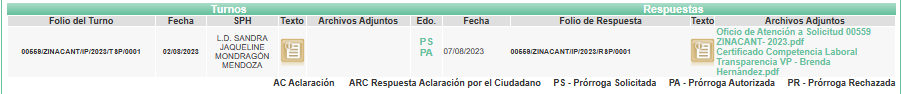 Turnos Respuestas
Folio del Turno Fecha SPH Texto Archivos Adjuntos Edo. Fecha Folio de Respuesta Texto Archivos Adjuntos
00559/ZINACANT/IP/2023/TSP/0001 02/08/2023 L.D. SANDRA JAQUELINE MONDRAGÓN MENDOZA PS PA 07/08/2023 00559/ZINACANT/IP/2023/RSP/0001 Oficio de Atención a Solicitud 00559 ZINACANT- 2023.pdf
Certificado Competencia Laboral Transparencia VP - Brenda Hernández.pdf
AC Aclaración ARC Respuesta Aclaración por el Ciudadano PS - Prórroga Solicitada PA - Prórroga Autorizada PR - Prórroga Rechazada